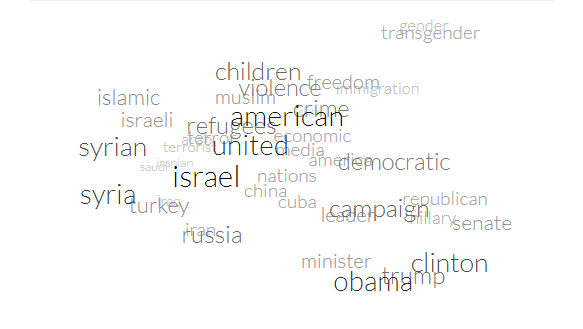 gender
transgender
children
freedom
violence
immigration
islamic
muslim
crime
israeli
american
refugees
economic
terror
terrorist
syrian
united
media
america
democratic
iranian
saudi
israel
nations
syria
china
iraq
turkey
cuba
republican
campaign
leader
hillary
senate
iran
russia
minister
clinton
trump
obama